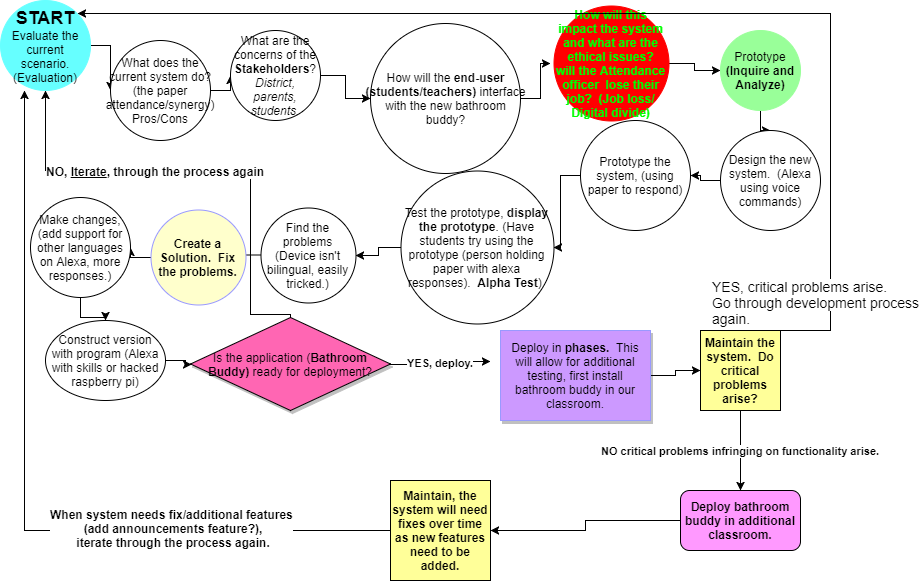 START
Evaluate the
current
scenario.
(Evaluation)
What does the
current system do?
(the paper
attendance/synergy)
Pros/Cons
What are the
concerns of the
Stakeholders?
District,
parents,
students
How will the end-user
(students/teachers) interface
with the new bathroom
buddy?
How will this
impact the system
and what are the
ethical issues?
will the Attendance
officer lose their
job? (Job loss/
Digital divide)
Prototype
(Inquire and
Analyze)
Design the new
system. (Alexa
using voice
commands)
Prototype the
system, (using
paper to respond)
Test the prototype, display
the prototype. (Have
students try using the
prototype (person holding
paper with alexa
responses). Alpha Test)
Find the
problems
(Device isn't
bilingual, easily
tricked.)
Create a
Solution. Fix
the problems.
Make changes,
(add support for
other languages
on Alexa, more
responses.)
Construct version
with program (Alexa
with skills or hacked
raspberry pi)
Is the application (Bathroom
Buddy) ready for deployment?
NO, Iterate, through the process again
YES, deploy.
Deploy in phases. This
will allow for additional
testing, first install
bathroom buddy in our
classroom.
Maintain the
system. Do
critical
problems
arise?
YES, critical problems arise.
Go through development process
again.
NO critical problems infringing on functionality arise.
Deploy bathroom
buddy in additional
classroom.
Maintain, the
system will need
fixes over time
as new features
need to be
added.
When system needs fix/additional features
(add announcements feature?),
iterate through the process again.